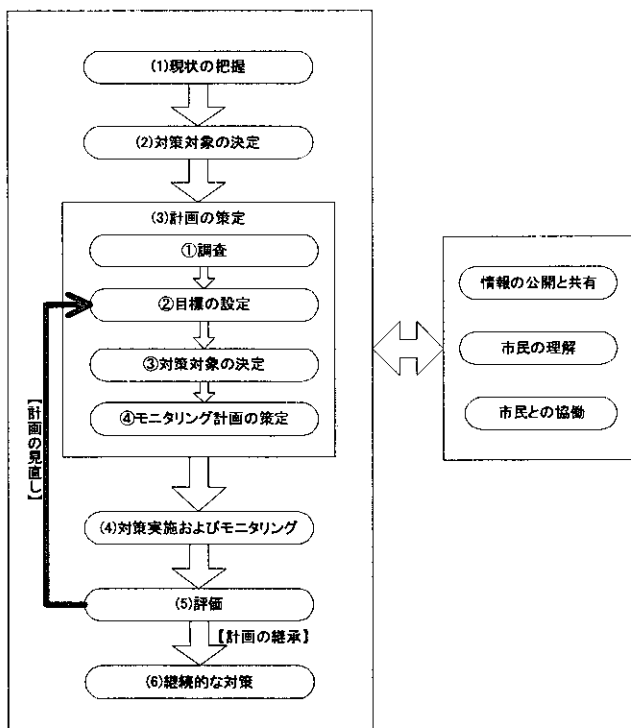 (1)現状の把握
(2)対策対象の決定
(3)計画の策定
①調査
②目標の設定
③対策対象の決定
④モニタリング計画の策定
【計画の見直し】
(4)対策実施およびモニタリング
(5)評価
【計画の継承】
(6)継続的な対策
情報の公開と共有
市民の理解
市民との協働